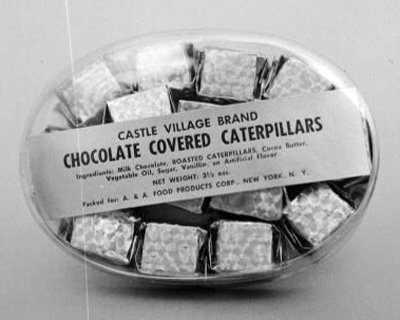 CASTLE VILLAGE BRAND
CHOCOLATE COVERED CATERPILLARS
Ingredients: Milk Chocolate, ROASTED CATERPILLARS, Cocoa Butter,
Vegetable Oil, Sugar, Vanillin, an Artificial Flavor
NET WEIGHT: 3½ ozs.
Packed for: A. & A. FOOD PRODUCTS CORP., NEW YORK, N. Y.